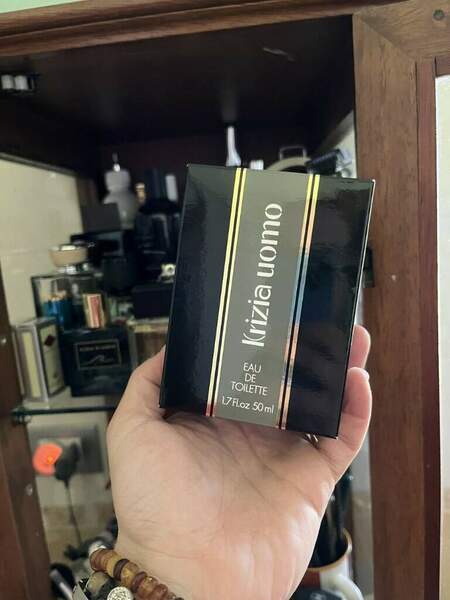 Krizia uomo
EAU
DE
TOILETTE
1.7 Fl.oz 50 ml